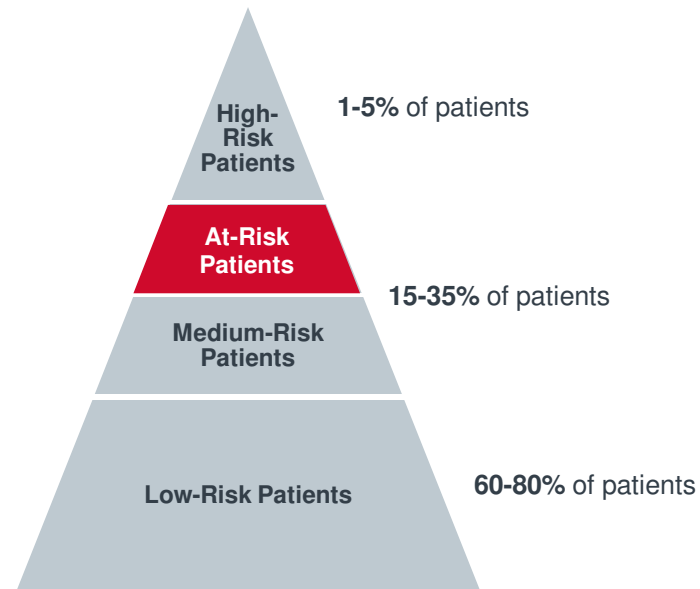 High-
Risk
Patients
1-5% of patients
At-Risk
Patients
15-35% of patients
Medium-Risk
Patients
Low-Risk Patients
60-80% of patients